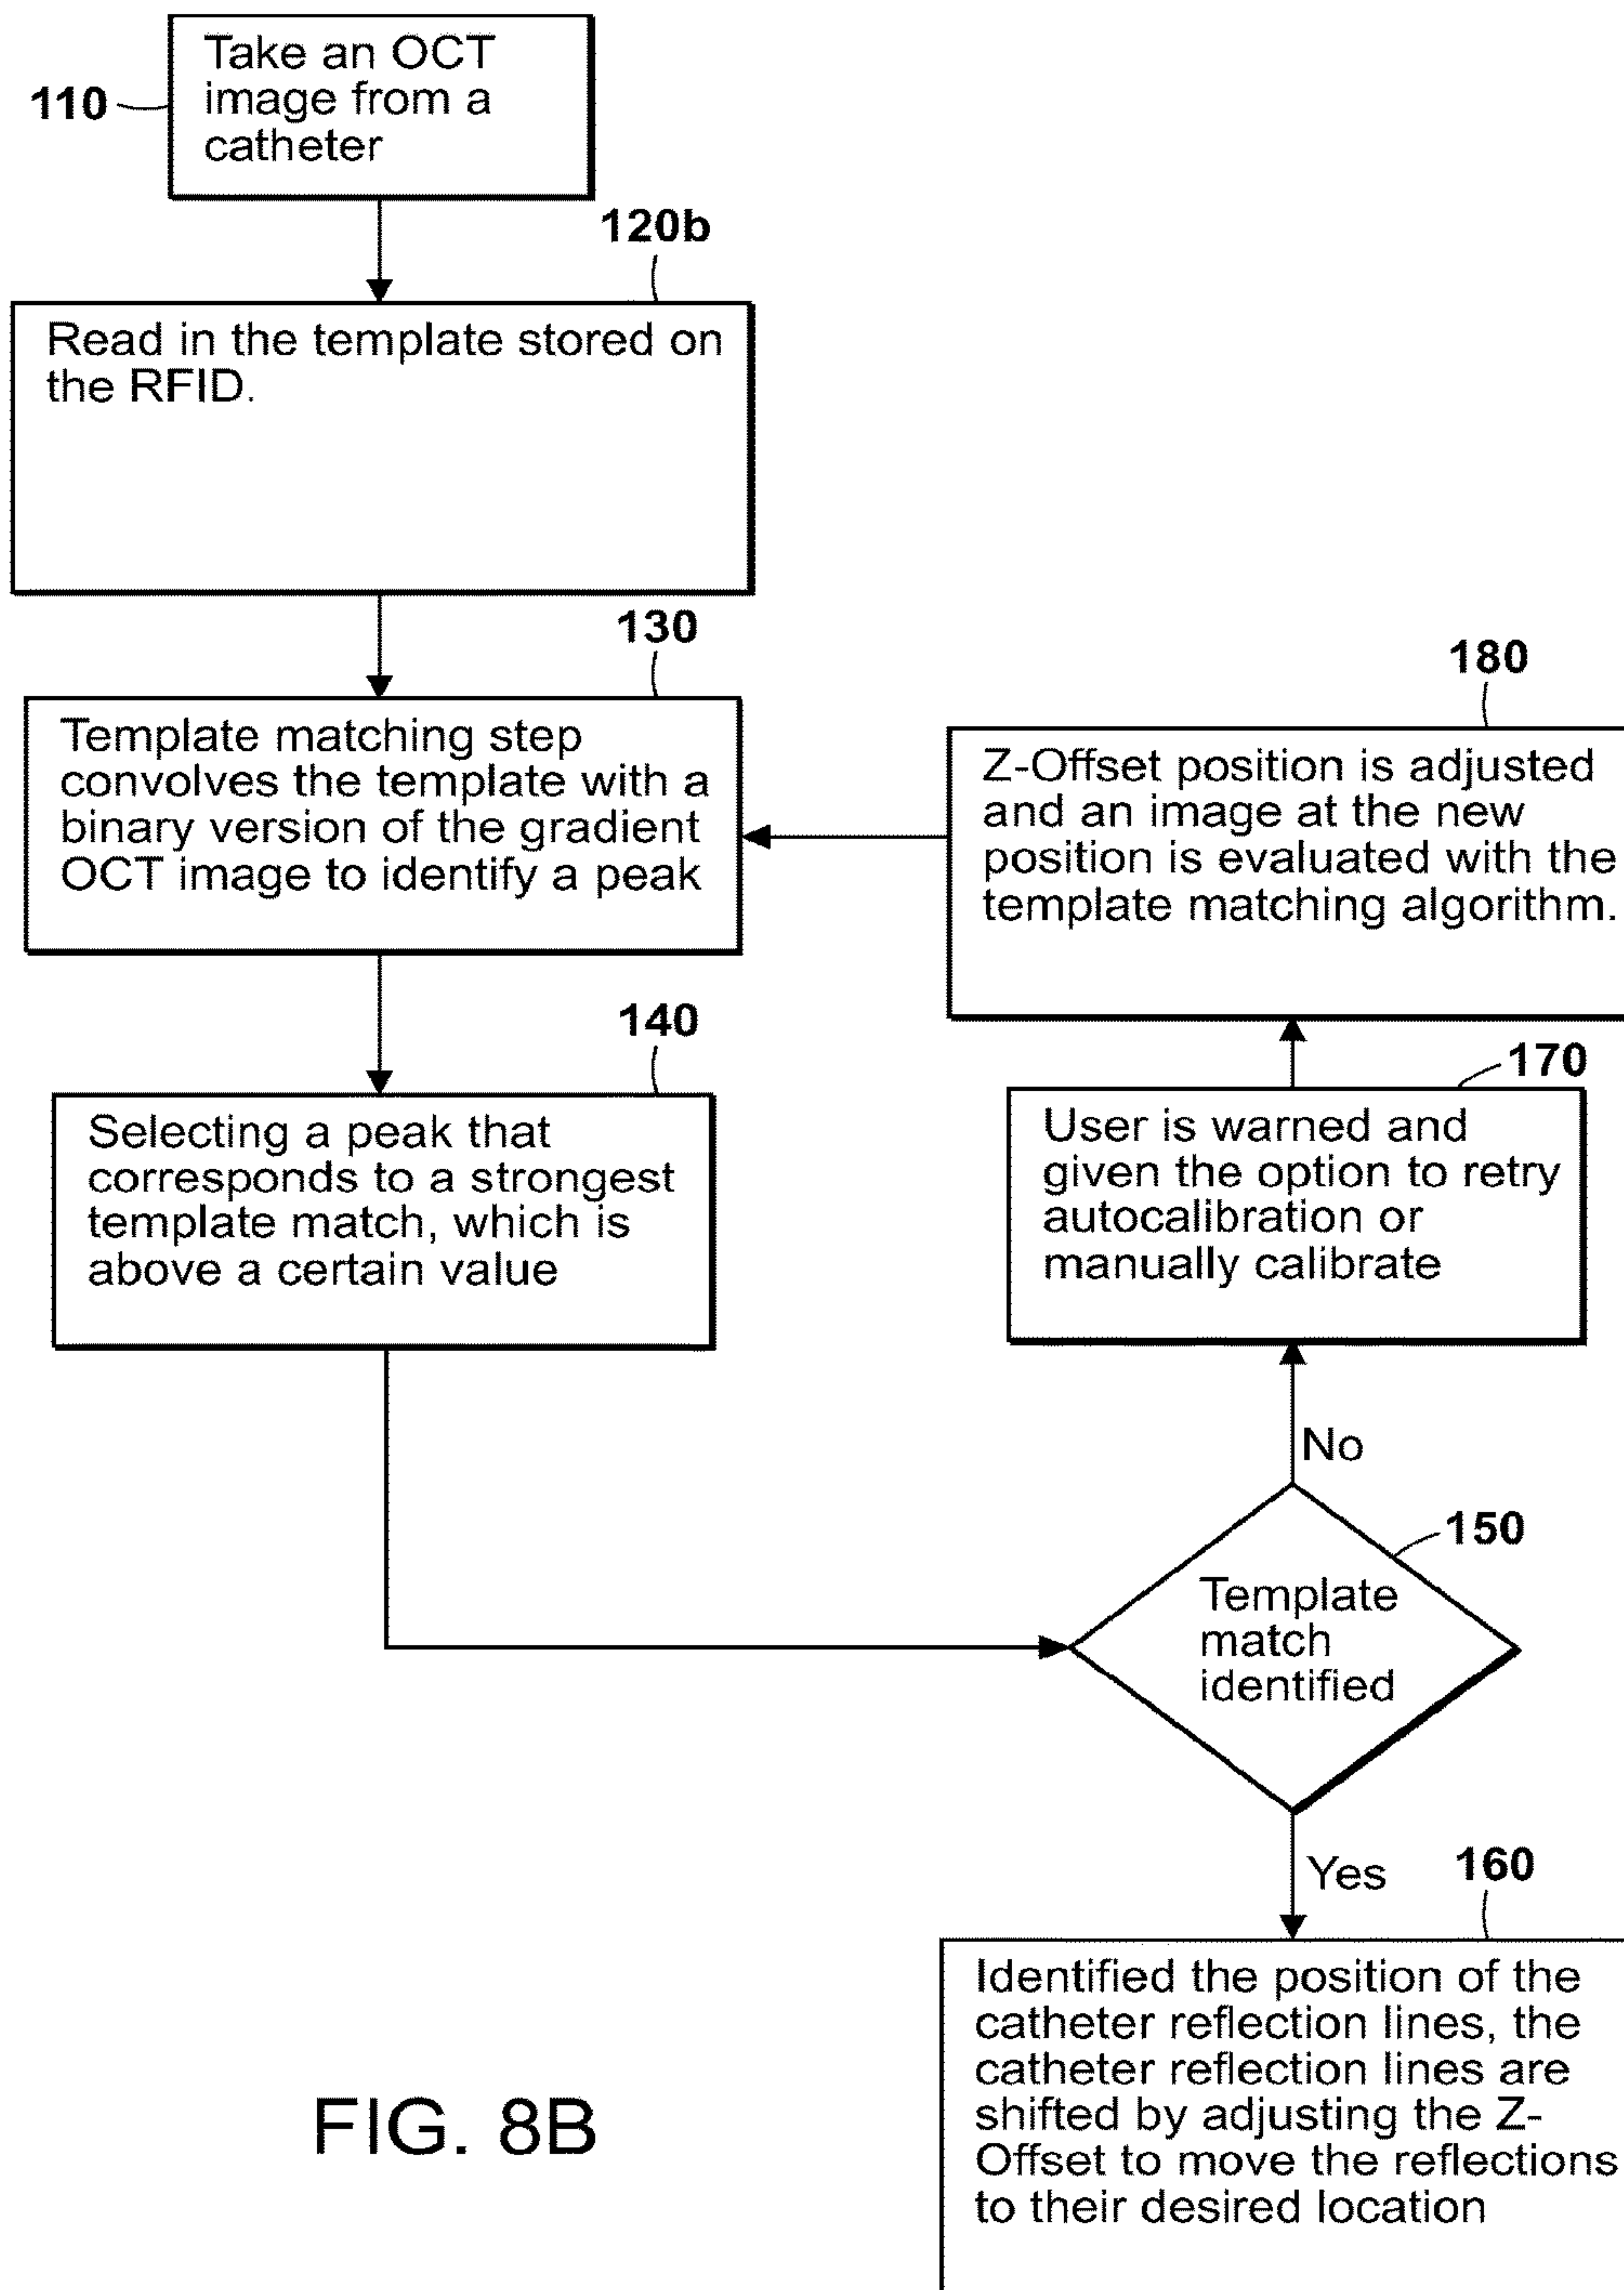 110
Take an OCT
image from a
catheter
120b
Read in the template stored on
the RFID.
130
Template matching step
convolves the template with a
binary version of the gradient
OCT image to identify a peak
140
Selecting a peak that
corresponds to a strongest
template match, which is
above a certain value
180
Z-Offset position is adjusted
and an image at the new
position is evaluated with the
template matching algorithm.
170
User is warned and
given the option to retry
autocalibration or
manually calibrate
No
150
Template
match
identified
Yes
160
Identified the position of the
catheter reflection lines, the
catheter reflection lines are
shifted by adjusting the Z-
Offset to move the reflections
to their desired location
FIG. 8B